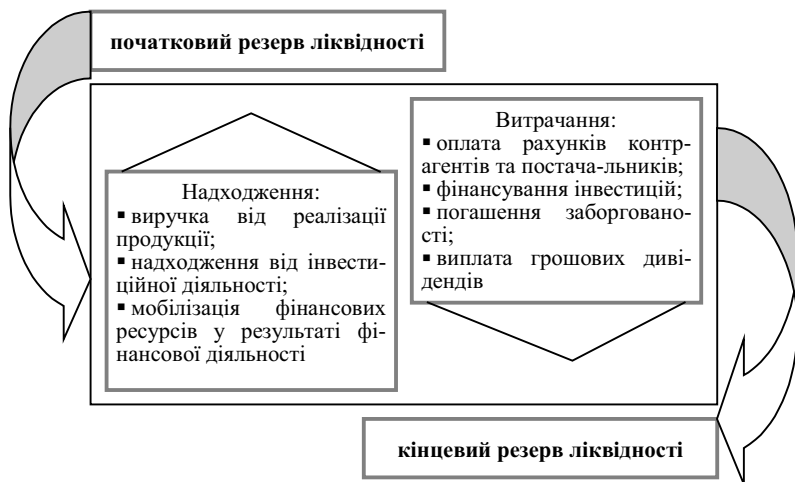 початковий резерв ліквідності
Надходження:
▪ виручка від реалізації
продукції;
▪ надходження від інвести-
ційної діяльності;
▪ мобілізація фінансових
ресурсів у результаті фі-
нансової діяльності
Витрачання:
▪ оплата рахунків контр-
агентів та постача-льників;
▪ фінансування інвестицій;
▪ погашення заборговано-
сті;
▪ виплата грошових диві-
дендів
кінцевий резерв ліквідності